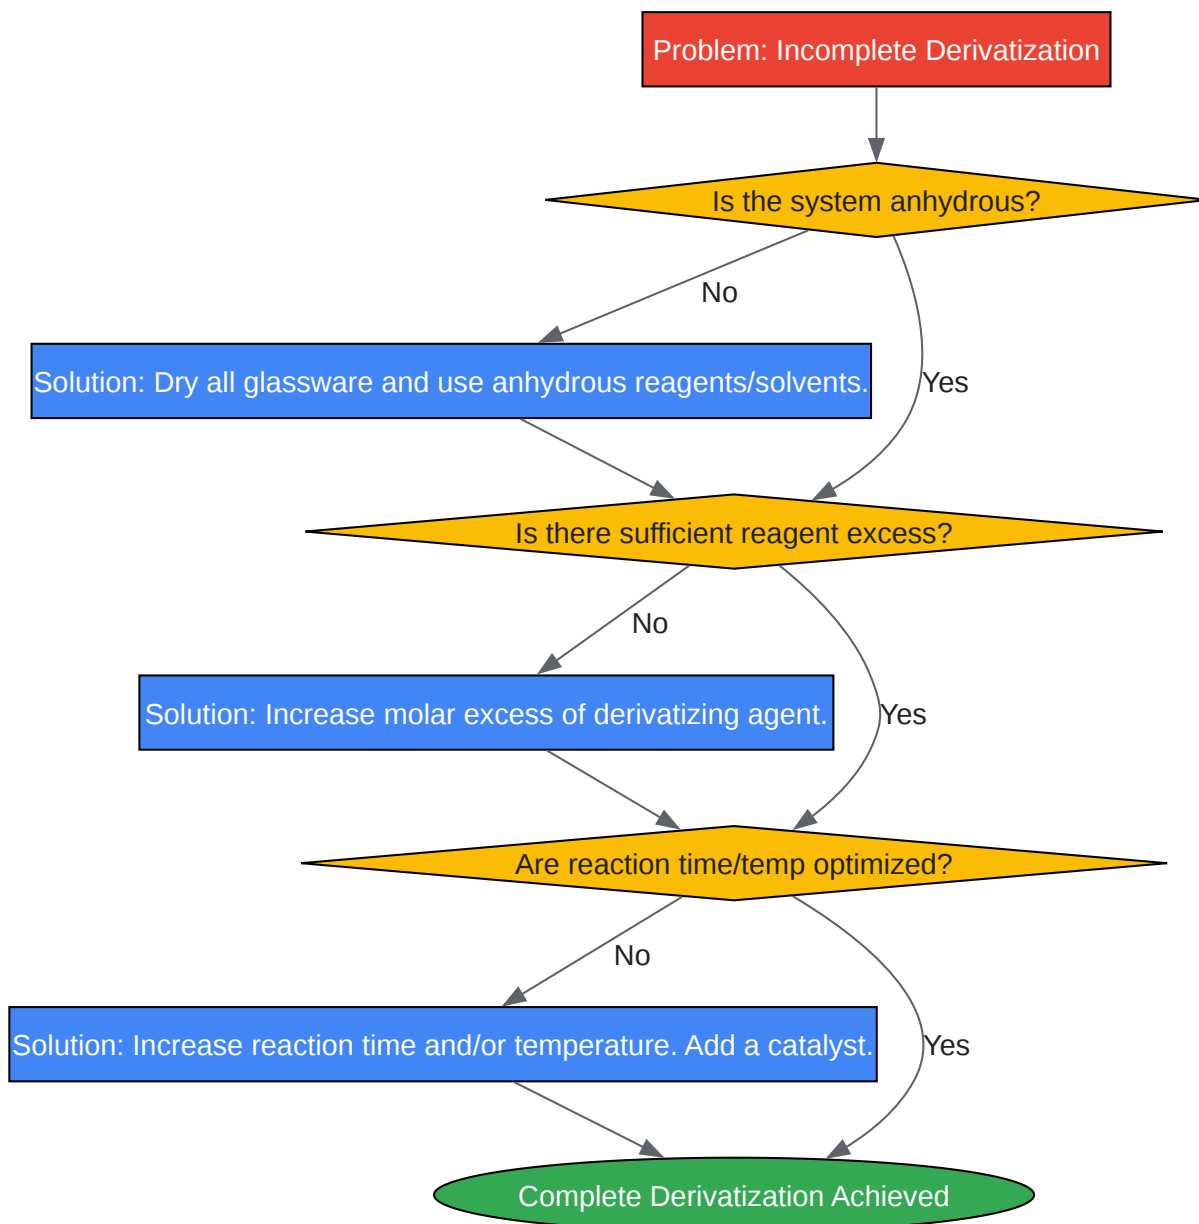 Problem: Incomplete Derivatization
Is the system anhydrous?
No
Solution: Dry all glassware and use anhydrous reagents/solvents.
Yes
Is there sufficient reagent excess?
No
Solution: Increase molar excess of derivatizing agent.
Yes
Are reaction time/temp optimized?
No
Solution: Increase reaction time and/or temperature. Add a catalyst.
Yes
Complete Derivatization Achieved